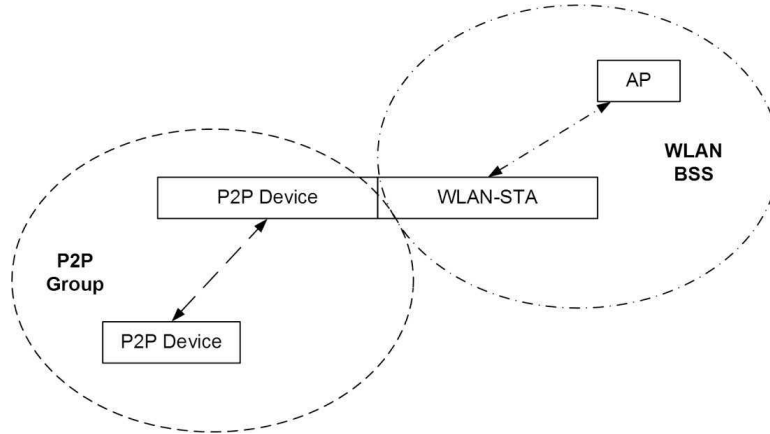 AP
WLAN
BSS
P2P Device
WLAN-STA
P2P
Group
P2P Device